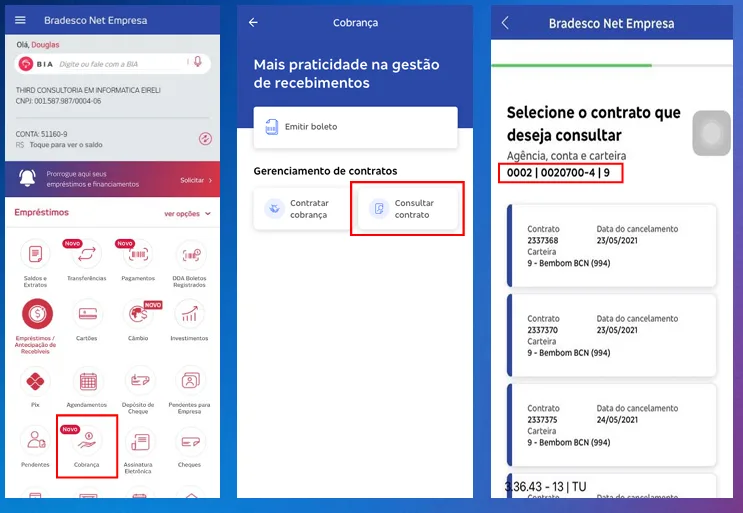 Bradesco Net Empresa
Olá, Douglas
BIA Digite ou fale com a BIA
THIRD CONSULTORIA EM INFORMATICA EIRELI
CNPJ: 001.587.987/0004-06
CONTA: 51160-9
R$ Toque para ver o saldo
Prorrogue aqui seus
empréstimos e financiamentos
Solicitar
Empréstimos
ver opções
Novo
Novo
Saldos e
Extratos
Transferências
Pagamentos
DDA Boletos
Registrados
NOVO
Empréstimos /
Antecipação de
Recebíveis
Cartões
Câmbio
Investimentos
Pix
Agendamentos
Depósito de
Cheque
Pendentes para
Empresa
Novo
Pendentes
Cobrança
Assinatura
Eletrônica
Cheques
Cobrança
Mais praticidade na gestão
de recebimentos
Emitir boleto
Gerenciamento de contratos
Contratar
cobrança
Consultar
contrato
Bradesco Net Empresa
Selecione o contrato que
deseja consultar
Agência, conta e carteira
0002 | 0020700-4 | 9
Contrato Data do cancelamento
2337368 23/05/2021
Carteira
9 - Bembom BCN (994)
Contrato Data do cancelamento
2337370 23/05/2021
Carteira
9 - Bembom BCN (994)
Contrato Data do cancelamento
2337375 24/05/2021
Carteira
9 - Bembom BCN (994)
3.36.43 - 13 | TU
Contrato Data do cancelamento